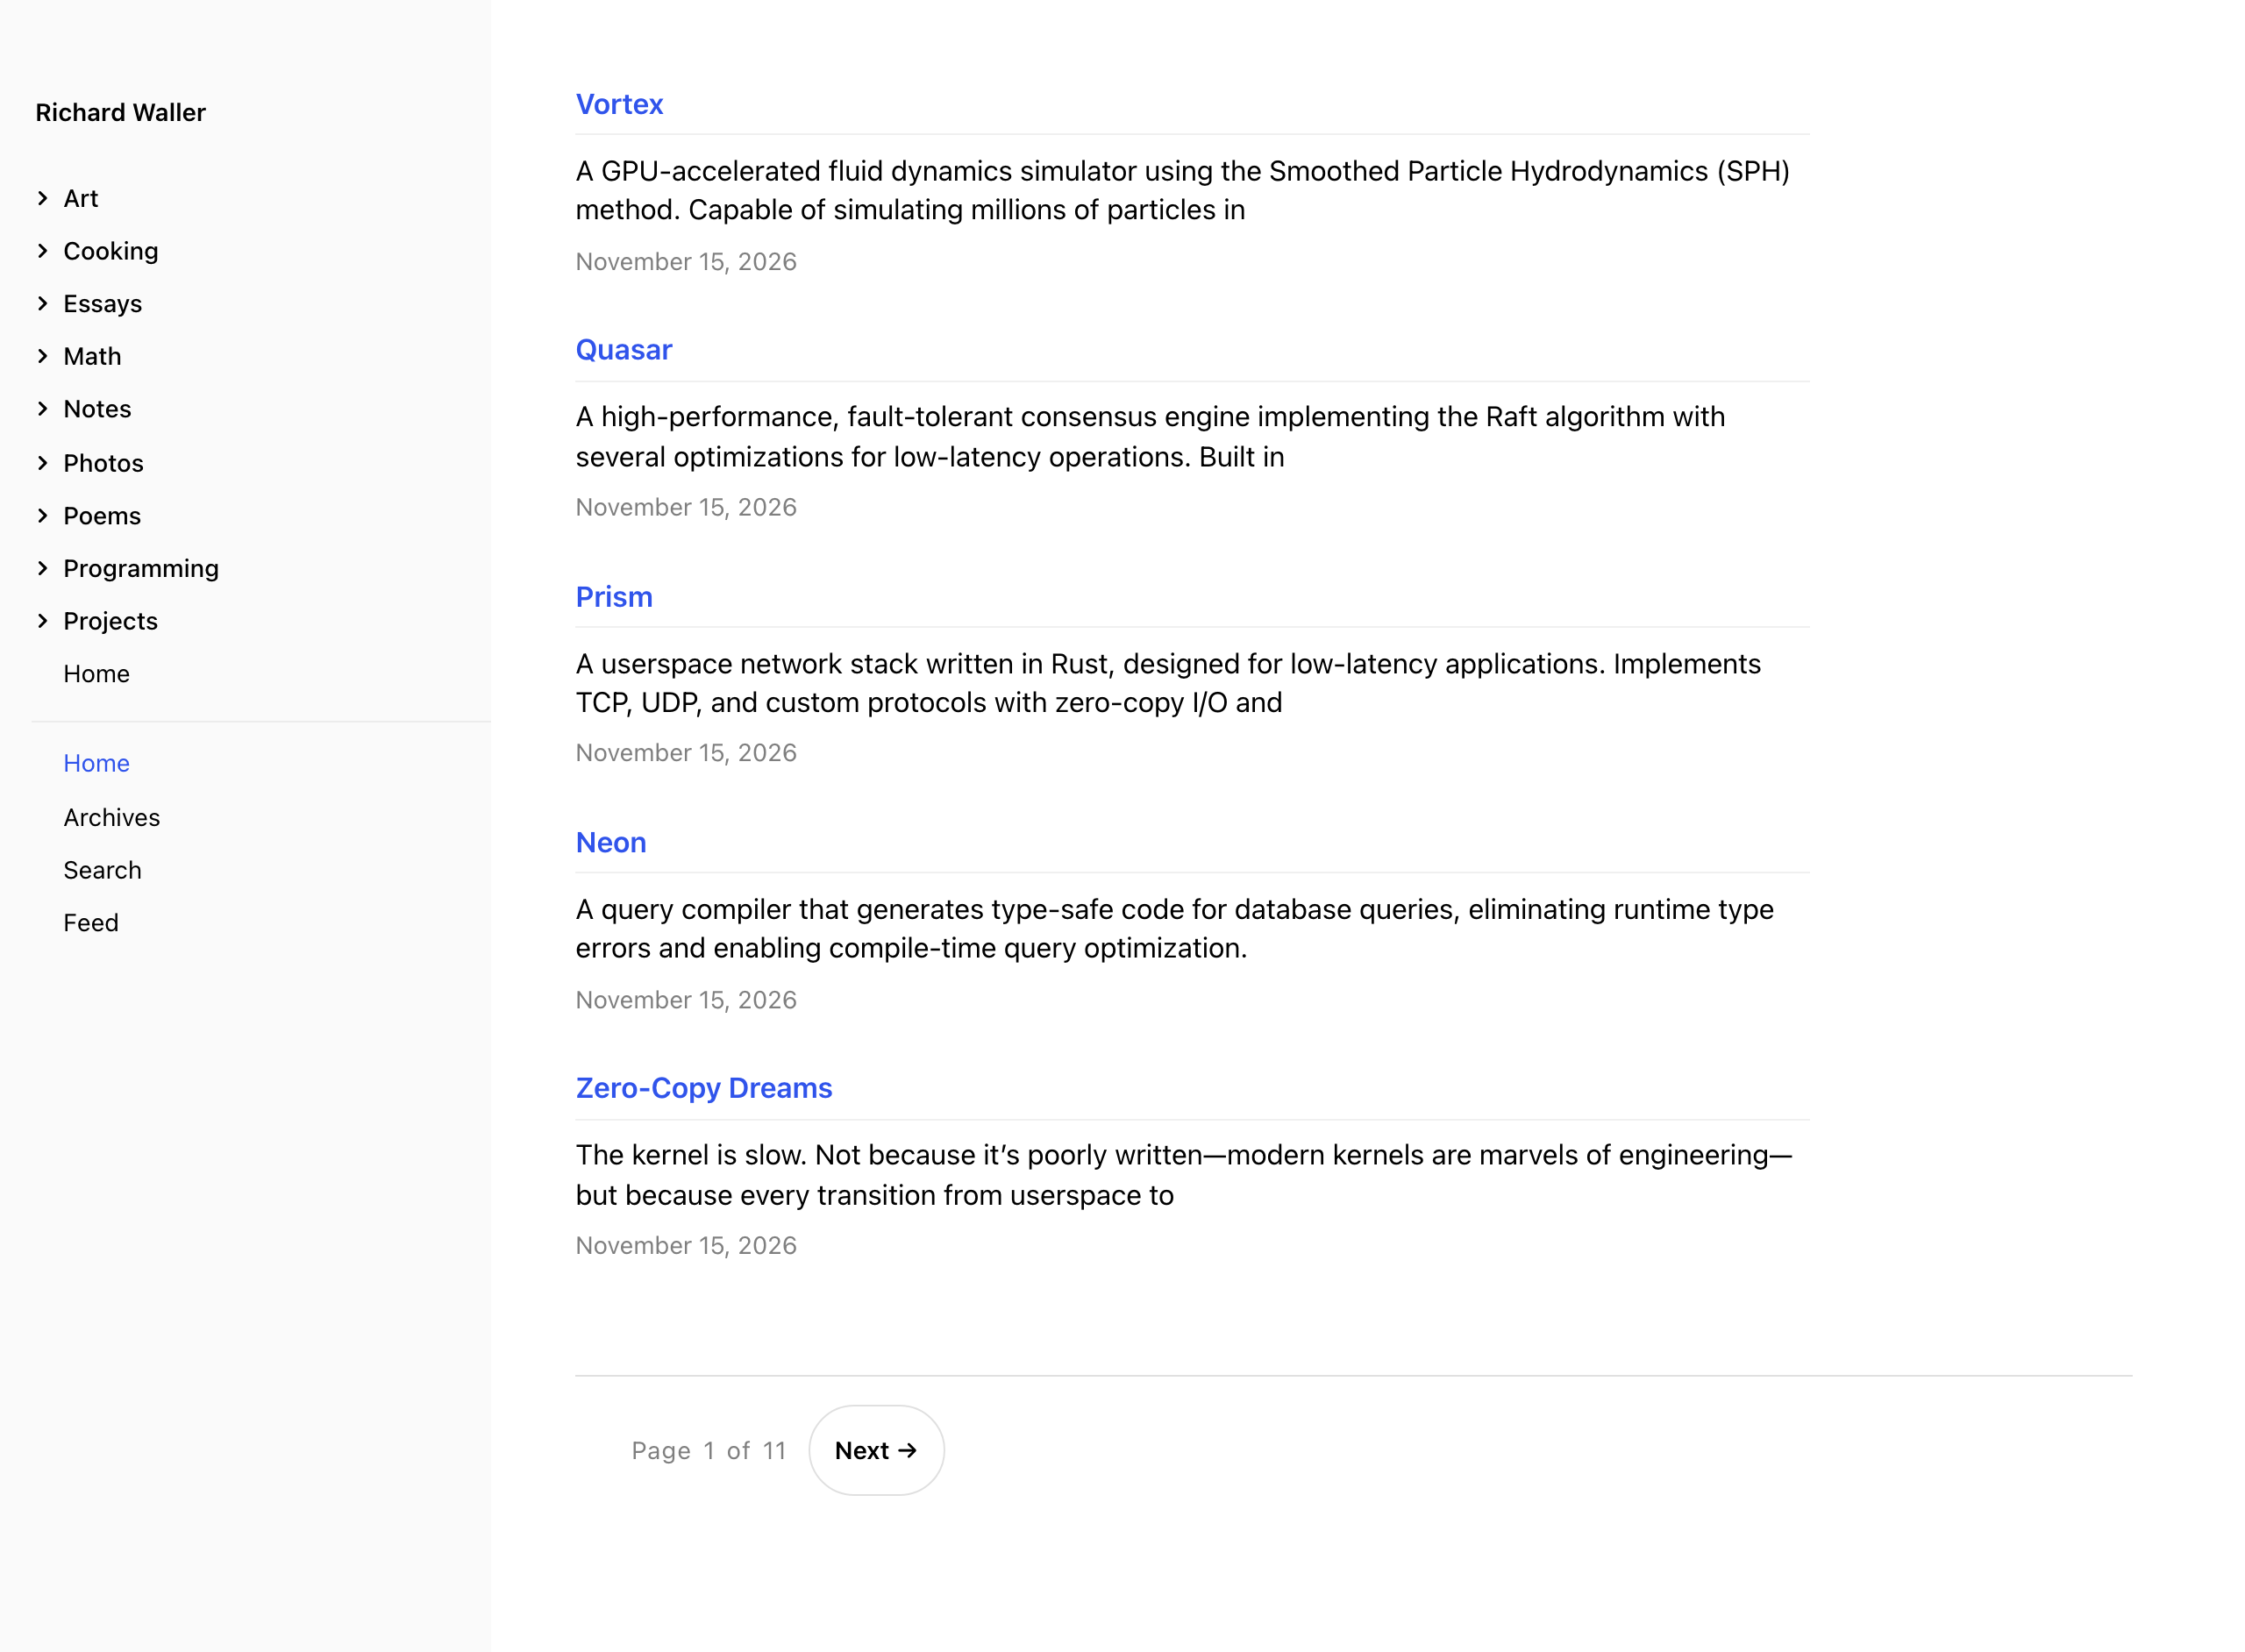 Richard Waller
Art
Cooking
Essays
Math
Notes
Photos
Poems
Programming
Projects
Home
Home
Archives
Search
Feed
Vortex
A GPU-accelerated fluid dynamics simulator using the Smoothed Particle Hydrodynamics (SPH)
method. Capable of simulating millions of particles in
November 15, 2026
Quasar
A high-performance, fault-tolerant consensus engine implementing the Raft algorithm with
several optimizations for low-latency operations. Built in
November 15, 2026
Prism
A userspace network stack written in Rust, designed for low-latency applications. Implements
TCP, UDP, and custom protocols with zero-copy I/O and
November 15, 2026
Neon
A query compiler that generates type-safe code for database queries, eliminating runtime type
errors and enabling compile-time query optimization.
November 15, 2026
Zero-Copy Dreams
The kernel is slow. Not because it’s poorly written—modern kernels are marvels of engineering—
but because every transition from userspace to
November 15, 2026
Page 1 of 11 Next →